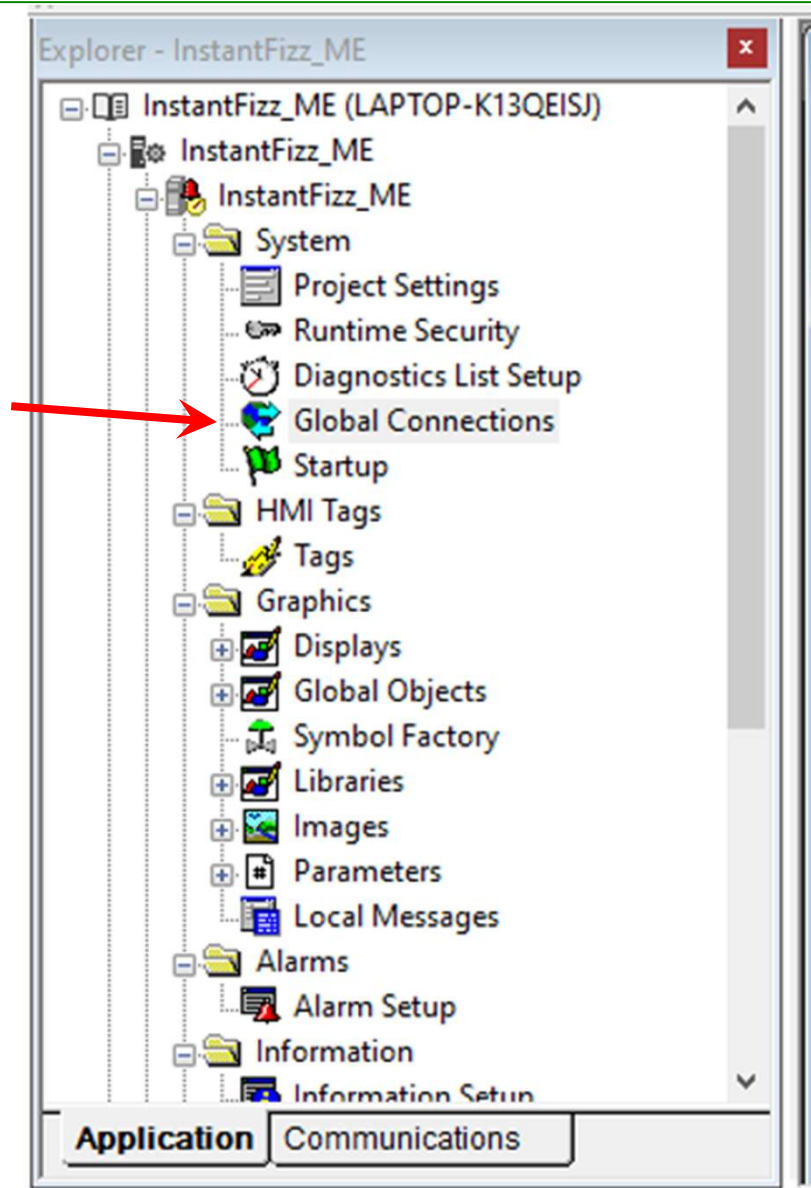 Explorer - InstantFizz_ME
x
InstantFizz_ME (LAPTOP-K13QEISJ)
InstantFizz_ME
InstantFizz_ME
System
Project Settings
Runtime Security
Diagnostics List Setup
Global Connections
Startup
HMI Tags
Tags
Graphics
Displays
Global Objects
Symbol Factory
Libraries
Images
Parameters
Local Messages
Alarms
Alarm Setup
Information
Information Setup
Application Communications